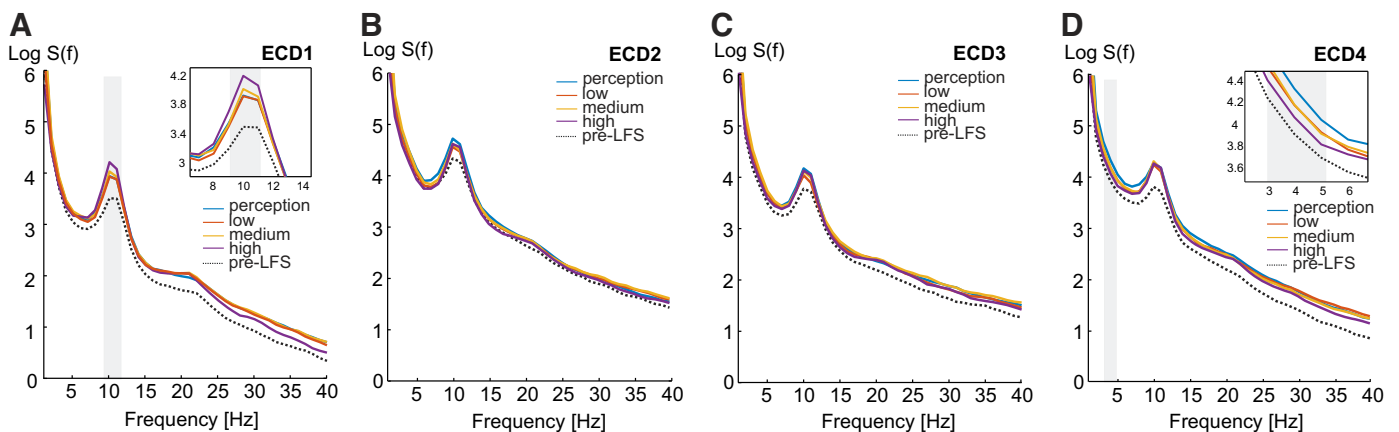 A
Log S(f)
ECD1
6
5
4
3
2
1
0
4.2
3.8
3.4
3
8
10
12
14
perception
low
medium
high
pre-LFS
5 10 15 20 25 30 35 40
Frequency [Hz]
B
Log S(f)
ECD2
perception
low
medium
high
pre-LFS
6
5
4
3
2
1
0
5 10 15 20 25 30 35 40
Frequency [Hz]
C
Log S(f)
ECD3
perception
low
medium
high
pre-LFS
6
5
4
3
2
1
0
5 10 15 20 25 30 35 40
Frequency [Hz]
D
Log S(f)
ECD4
6
5
4
3
2
1
0
4.4
4.2
4
3.8
3.6
3 4 5 6
perception
low
medium
high
pre-LFS
5 10 15 20 25 30 35 40
Frequency [Hz]